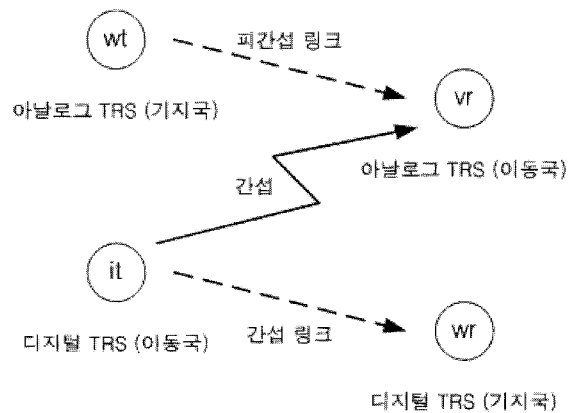 wt
피간섭 링크
vr
아날로그 TRS (기지국)
아날로그 TRS (이동국)
간섭
it
간섭 링크
wr
디지털 TRS (이동국)
디지털 TRS (기지국)